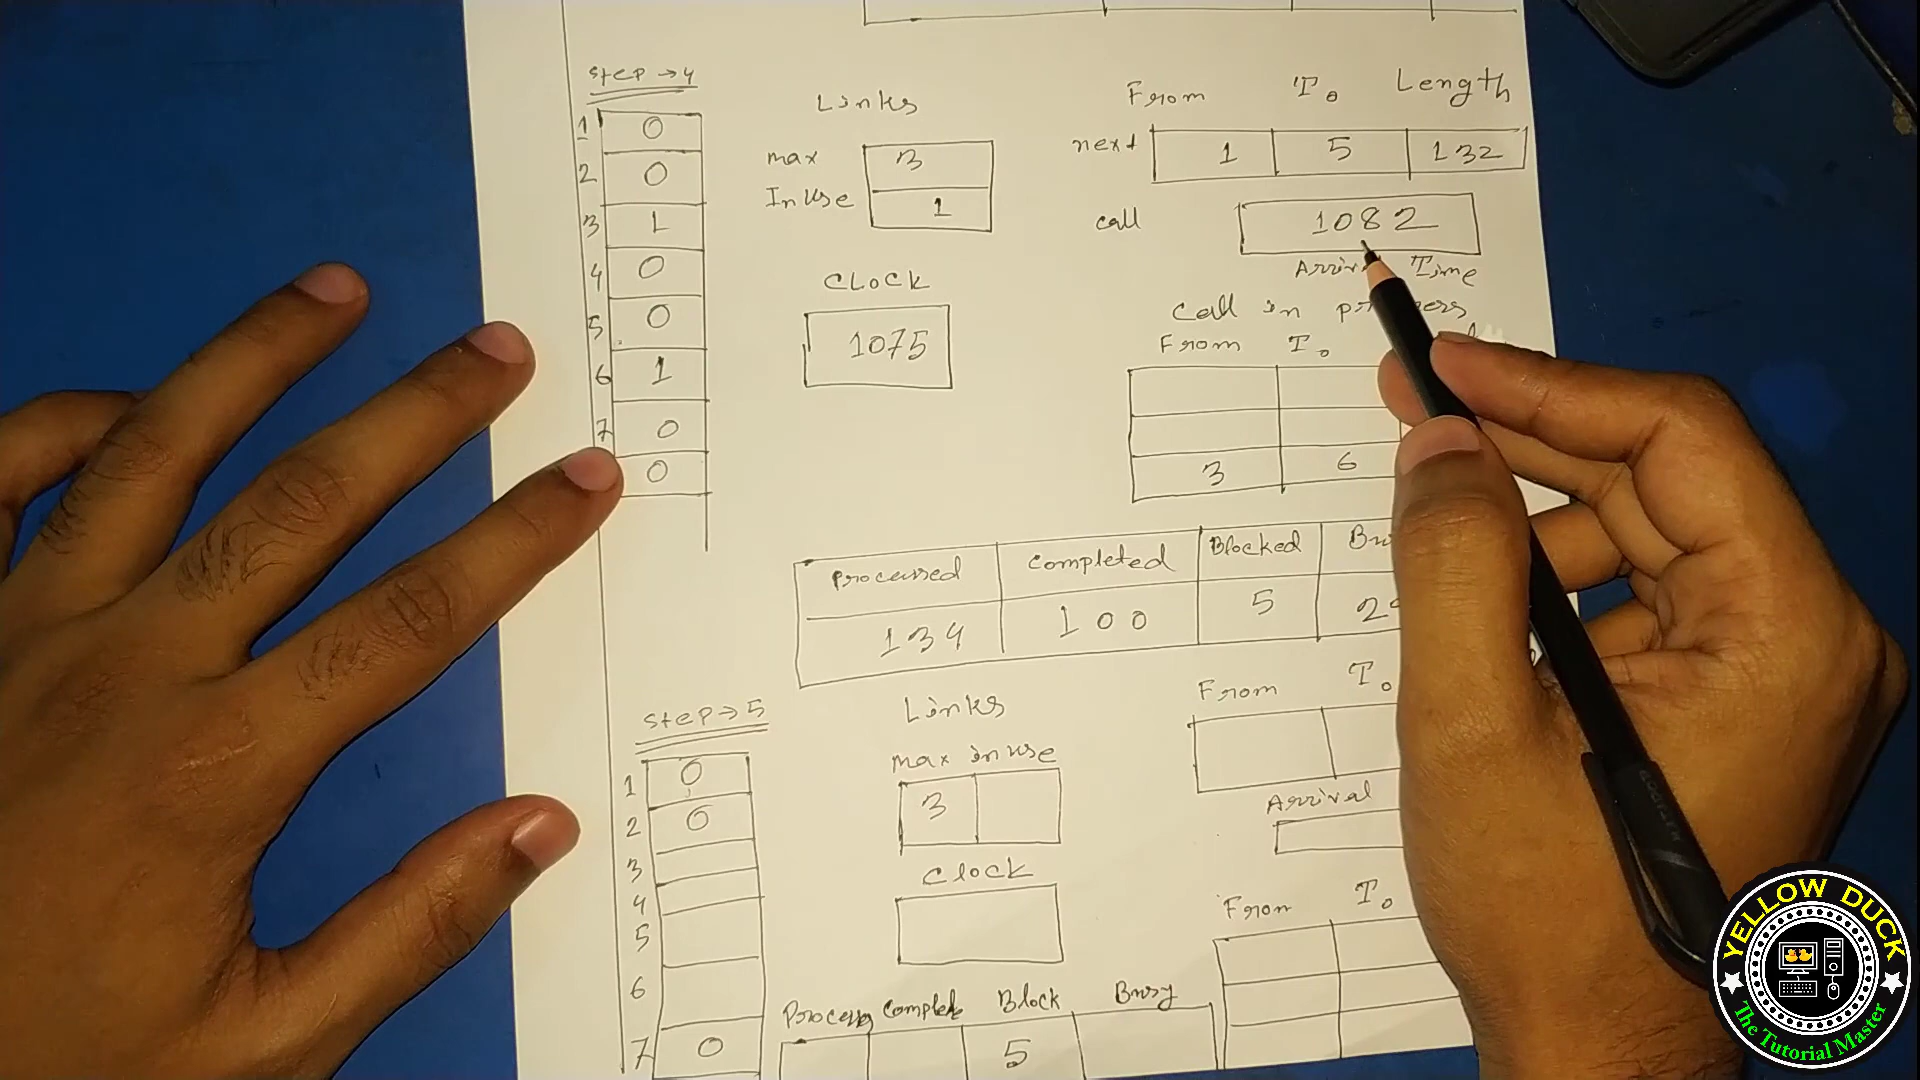 Step → 4
1 0
2 0
3 1
4 0
5 0
6 1
7 0
0
Links
max 3
In use 1
Clock
1075
From To Length
next 1 5 132
call 1082
Arrival Time
Call in
From To
3 6
Processed Completed Blocked
134 100 5
Step → 5
1 0
2 0
3
4
5
6
7 0
Links
max in use
3
Clock
From To
Arrival
From To
Block Busy
5
YELLOW DUCK
The Tutorial Master